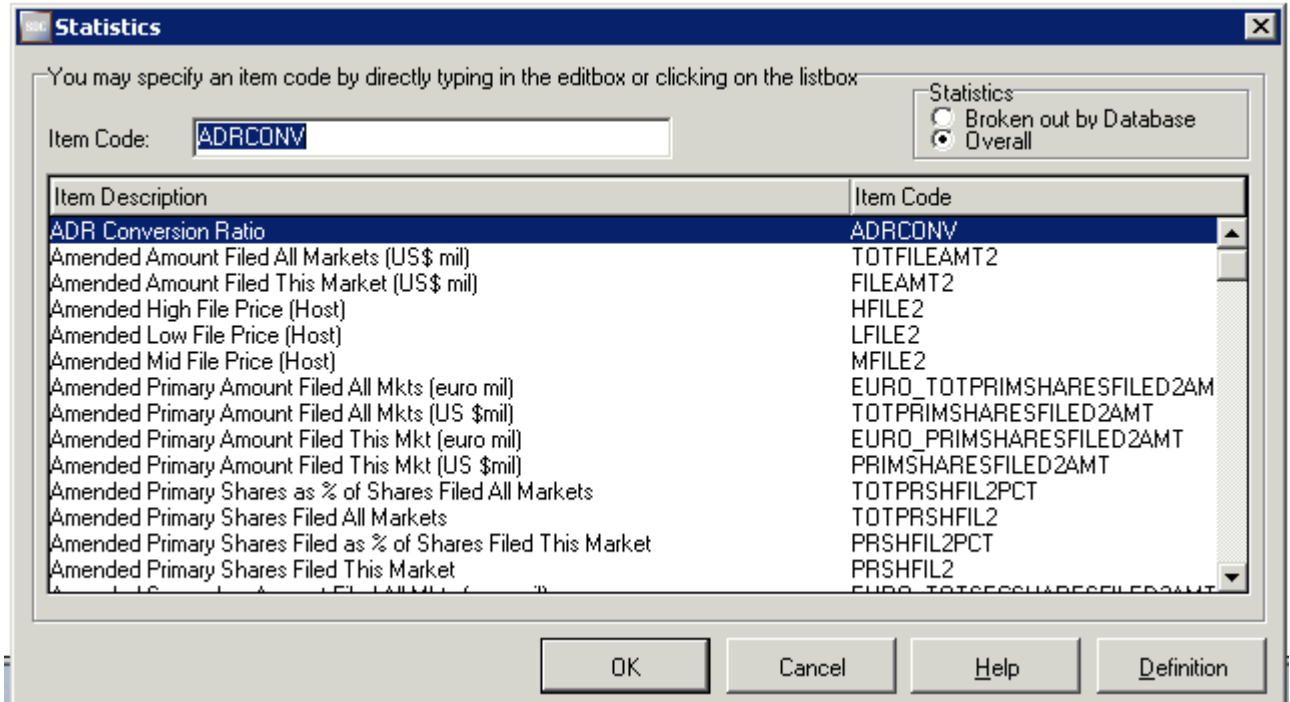 SDC Statistics
You may specify an item code by directly typing in the editbox or clicking on the listbox
Statistics
Broken out by Database
Overall
Item Code: ADRCONV
Item Description Item Code
ADR Conversion Ratio ADRCONV
Amended Amount Filed All Markets (US$ mil) TOTFILEAMT2
Amended Amount Filed This Market (US$ mil) FILEAMT2
Amended High File Price (Host) HFILE2
Amended Low File Price (Host) LFILE2
Amended Mid File Price (Host) MFILE2
Amended Primary Amount Filed All Mkts (euro mil) EURO_TOTPRIMSHARESFILED2AM
Amended Primary Amount Filed All Mkts (US $mil) TOTPRIMSHARESFILED2AMT
Amended Primary Amount Filed This Mkt (euro mil) EURO_PRIMSHARESFILED2AMT
Amended Primary Amount Filed This Mkt (US $mil) PRIMSHARESFILED2AMT
Amended Primary Shares as % of Shares Filed All Markets TOTPRSHFIL2PCT
Amended Primary Shares Filed All Markets TOTPRSHFIL2
Amended Primary Shares Filed as % of Shares Filed This Market PRSHFIL2PCT
Amended Primary Shares Filed This Market PRSHFIL2
OK Cancel Help Definition